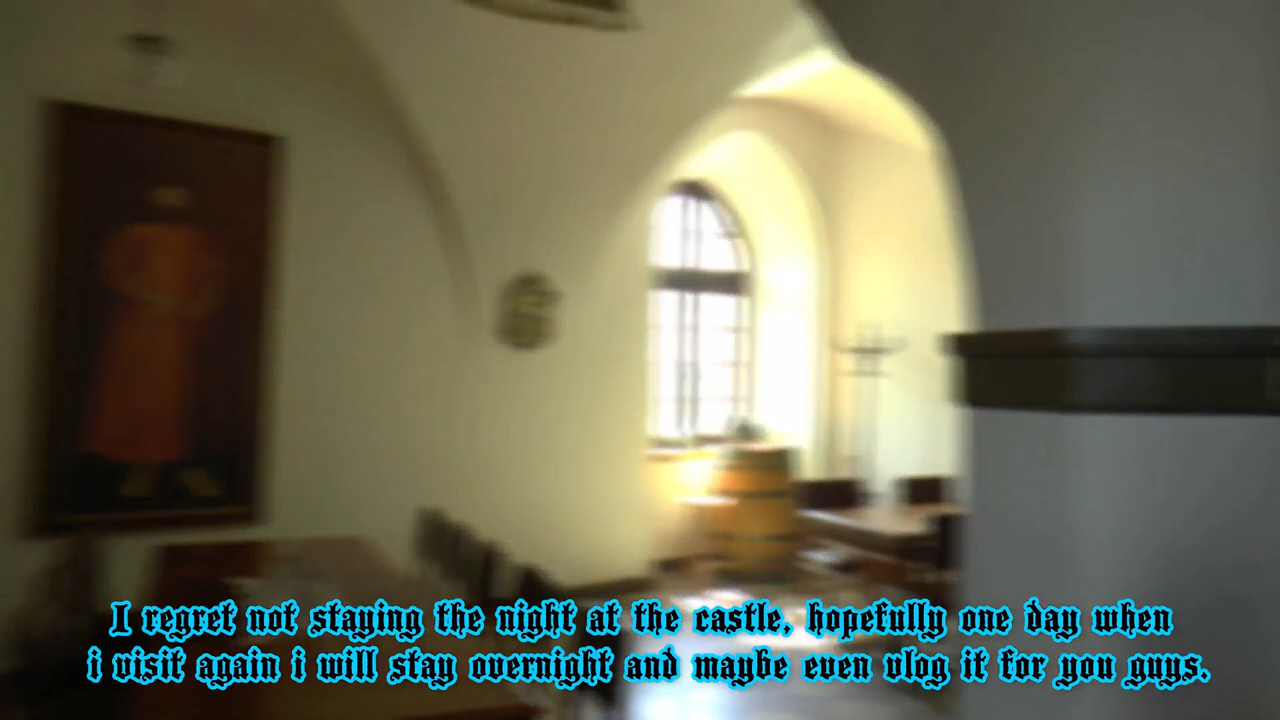 I regret not staying the night at the castle, hopefully one day when
i visit again i will stay overnight and maybe even vlog it for you guys.